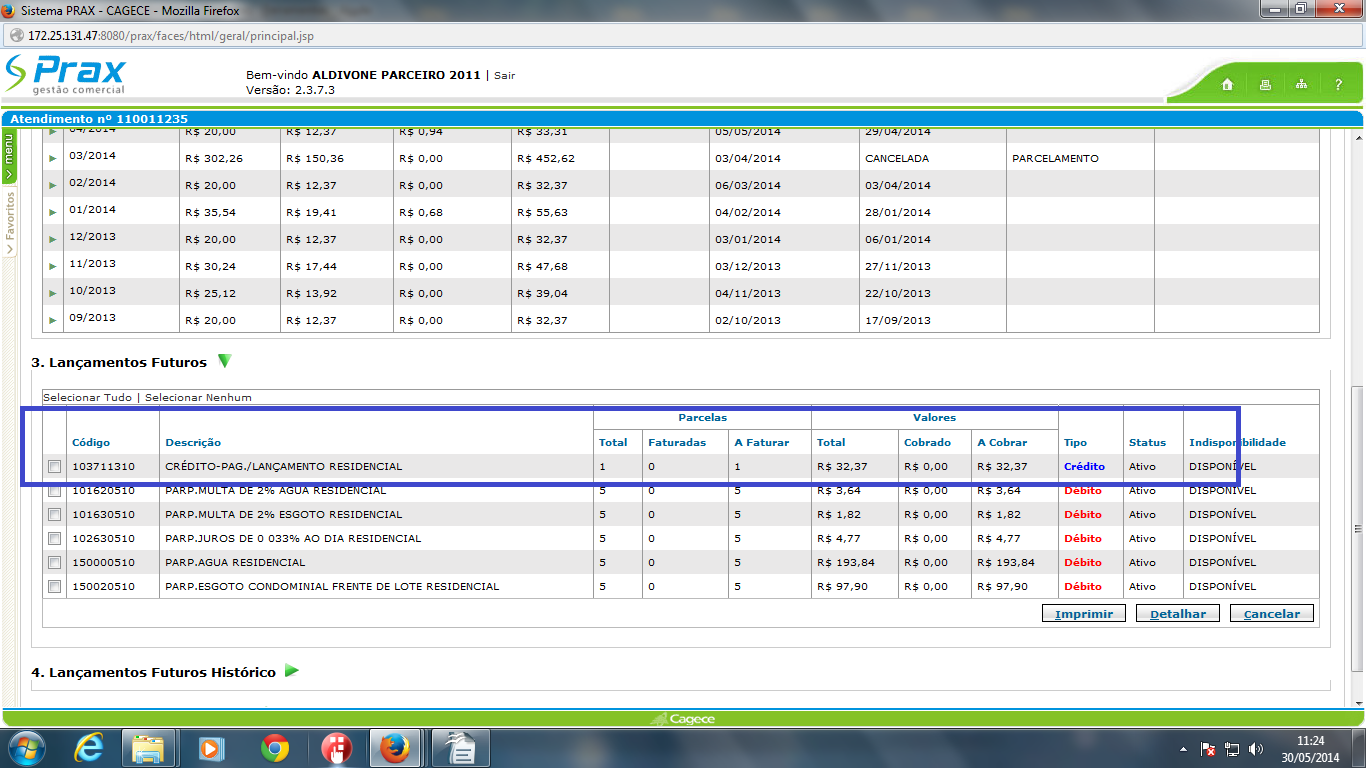 Sistema PRAX - CAGECE - Mozilla Firefox
172.25.131.47:8080/prax/faces/html/geral/principal.jsp
Prax
gestão comercial
Bem-vindo ALDIVONE PARCEIRO 2011 | Sair
Versão: 2.3.7.3
?
Atendimento nº 110011235
menu
Favoritos
04/2014 R$ 20,00 R$ 12,37 R$ 0,94 R$ 33,31 05/05/2014 29/04/2014
03/2014 R$ 302,26 R$ 150,36 R$ 0,00 R$ 452,62 03/04/2014 CANCELADA PARCELAMENTO
02/2014 R$ 20,00 R$ 12,37 R$ 0,00 R$ 32,37 06/03/2014 03/04/2014
01/2014 R$ 35,54 R$ 19,41 R$ 0,68 R$ 55,63 04/02/2014 28/01/2014
12/2013 R$ 20,00 R$ 12,37 R$ 0,00 R$ 32,37 03/01/2014 06/01/2014
11/2013 R$ 30,24 R$ 17,44 R$ 0,00 R$ 47,68 03/12/2013 27/11/2013
10/2013 R$ 25,12 R$ 13,92 R$ 0,00 R$ 39,04 04/11/2013 22/10/2013
09/2013 R$ 20,00 R$ 12,37 R$ 0,00 R$ 32,37 02/10/2013 17/09/2013
3. Lançamentos Futuros
Selecionar Tudo | Selecionar Nenhum
Parcelas Valores
Código Descrição Total Faturadas A Faturar Total Cobrado A Cobrar Tipo Status Indisponibilidade
103711310 CRÉDITO-PAG./LANÇAMENTO RESIDENCIAL 1 0 1 R$ 32,37 R$ 0,00 R$ 32,37 Crédito Ativo DISPONÍVEL
101620510 PARP.MULTA DE 2% AGUA RESIDENCIAL 5 0 5 R$ 3,64 R$ 0,00 R$ 3,64 Débito Ativo DISPONÍVEL
101630510 PARP.MULTA DE 2% ESGOTO RESIDENCIAL 5 0 5 R$ 1,82 R$ 0,00 R$ 1,82 Débito Ativo DISPONÍVEL
102630510 PARP.JUROS DE 0 033% AO DIA RESIDENCIAL 5 0 5 R$ 4,77 R$ 0,00 R$ 4,77 Débito Ativo DISPONÍVEL
150000510 PARP.AGUA RESIDENCIAL 5 0 5 R$ 193,84 R$ 0,00 R$ 193,84 Débito Ativo DISPONÍVEL
150020510 PARP.ESGOTO CONDOMINIAL FRENTE DE LOTE RESIDENCIAL 5 0 5 R$ 97,90 R$ 0,00 R$ 97,90 Débito Ativo DISPONÍVEL
Imprimir Detalhar Cancelar
4. Lançamentos Futuros Histórico
Cagece
11:24
30/05/2014